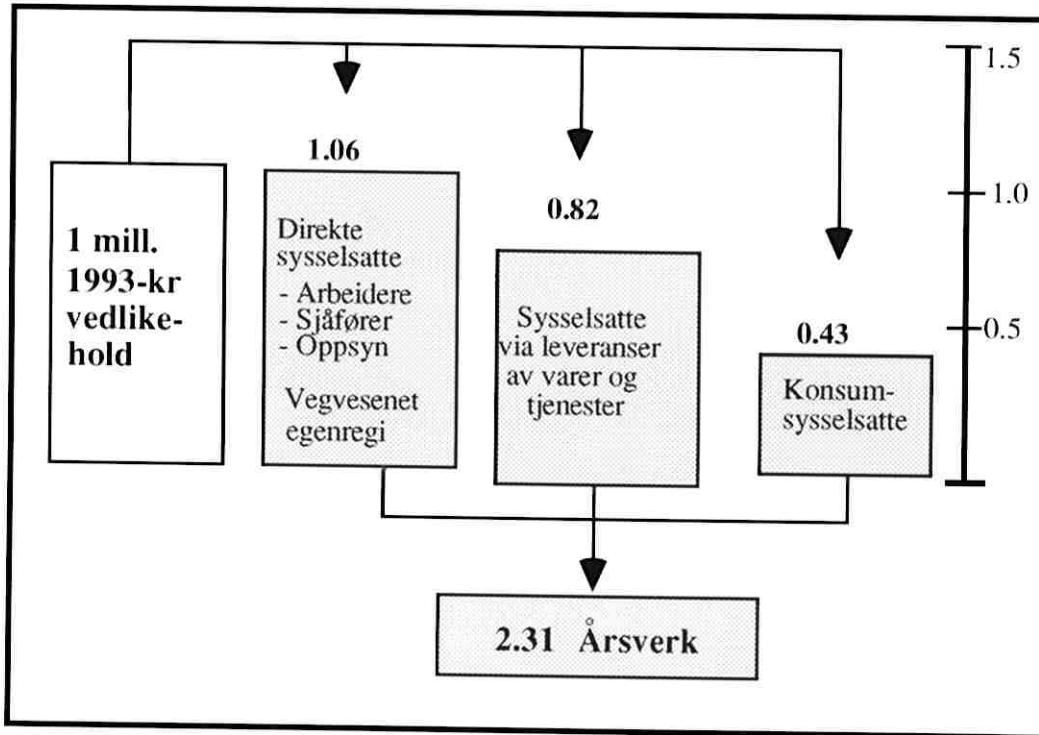 1 mill.
1993-kr
vedlike-
hold
1.06
Direkte
sysselsatte
- Arbeidere
- Sjåfører
- Oppsyn
Vegvesenet
egenregi
0.82
Sysselsatte
via leveranser
av varer og
tjenester
0.43
Konsum-
sysselsatte
1.5
1.0
0.5
2.31 Årsverk